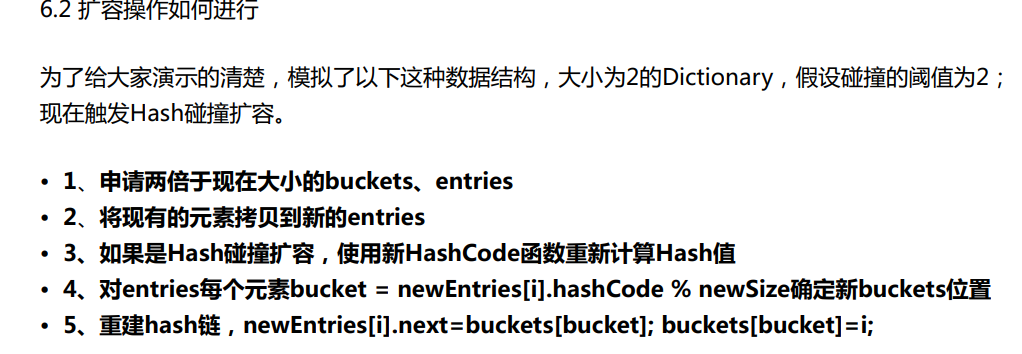 6.2 扩容操作如何进行
为了给大家演示的清楚，模拟了以下这种数据结构，大小为2的Dictionary，假设碰撞的阈值为2；
现在触发Hash碰撞扩容。
• 1、申请两倍于现在大小的buckets、entries
• 2、将现有的元素拷贝到新的entries
• 3、如果是Hash碰撞扩容，使用新HashCode函数重新计算Hash值
• 4、对entries每个元素bucket = newEntries[i].hashCode % newSize确定新buckets位置
• 5、重建hash链，newEntries[i].next=buckets[bucket]; buckets[bucket]=i;